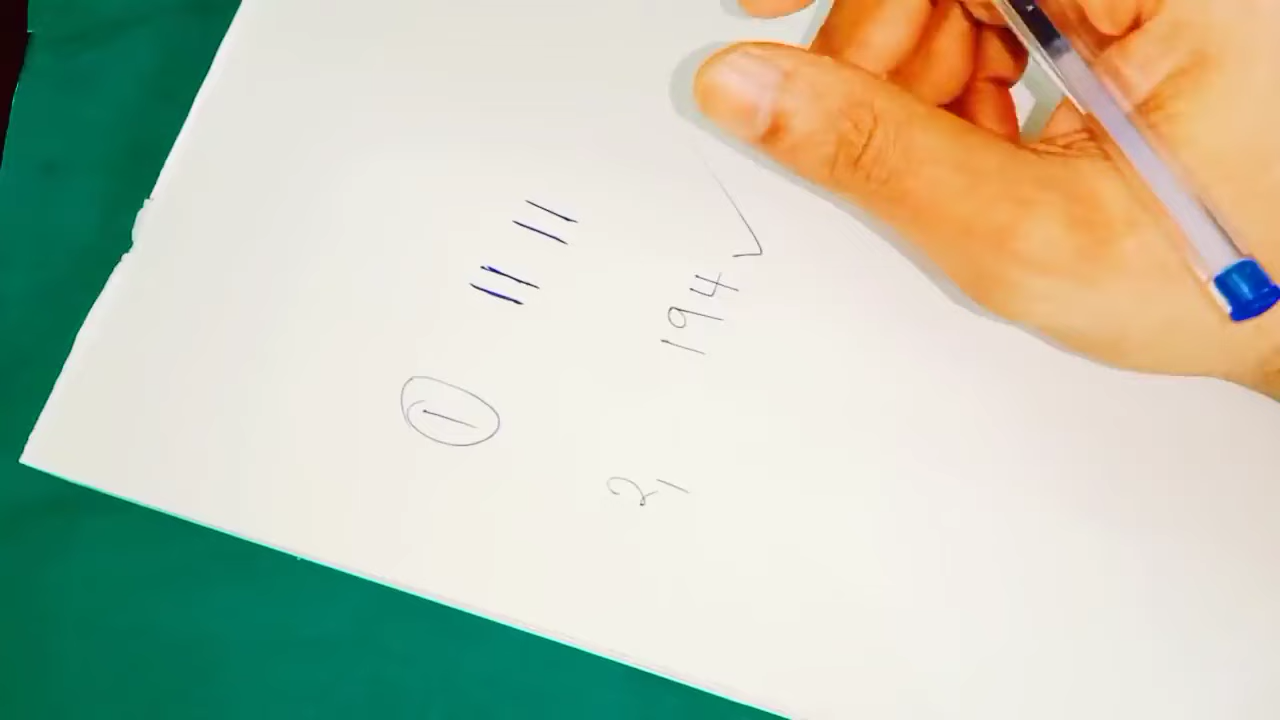 ① 11 11
2, 194 ✓